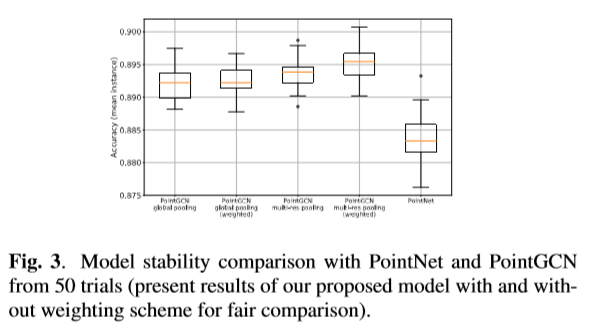 0.900
0.895
0.890
0.885
0.880
0.875
Accuracy (mean instance)
PointGCN
global pooling
PointGCN
global pooling
(weighted)
PointGCN
multi-res pooling
PointGCN
multi-res pooling
(weighted)
PointNet
Fig. 3. Model stability comparison with PointNet and PointGCN
from 50 trials (present results of our proposed model with and with-
out weighting scheme for fair comparison).